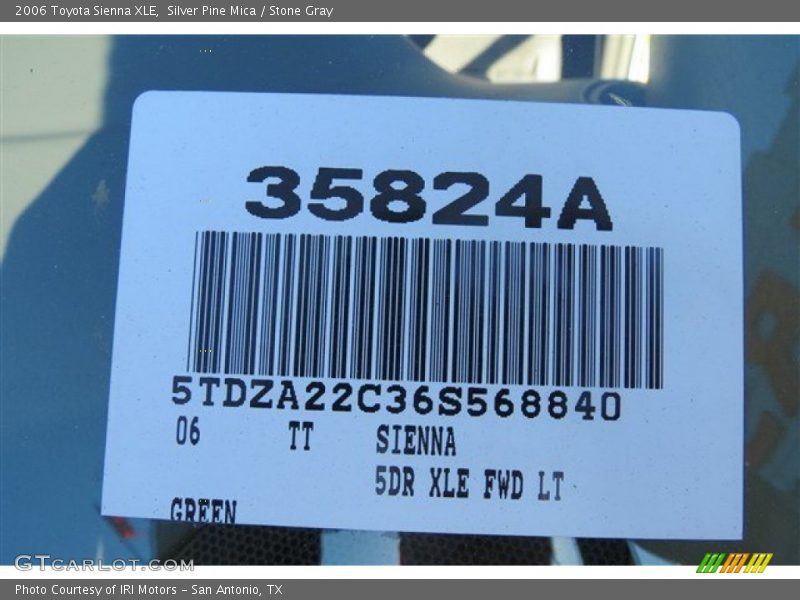 2006 Toyota Sienna XLE,  Silver Pine Mica / Stone Gray
35824A
5TDZA22C36S568840
06 TT SIENNA
5DR XLE FWD LT
GREEN
GTCARLOT.COM
Photo Courtesy of IRI Motors – San Antonio, TX